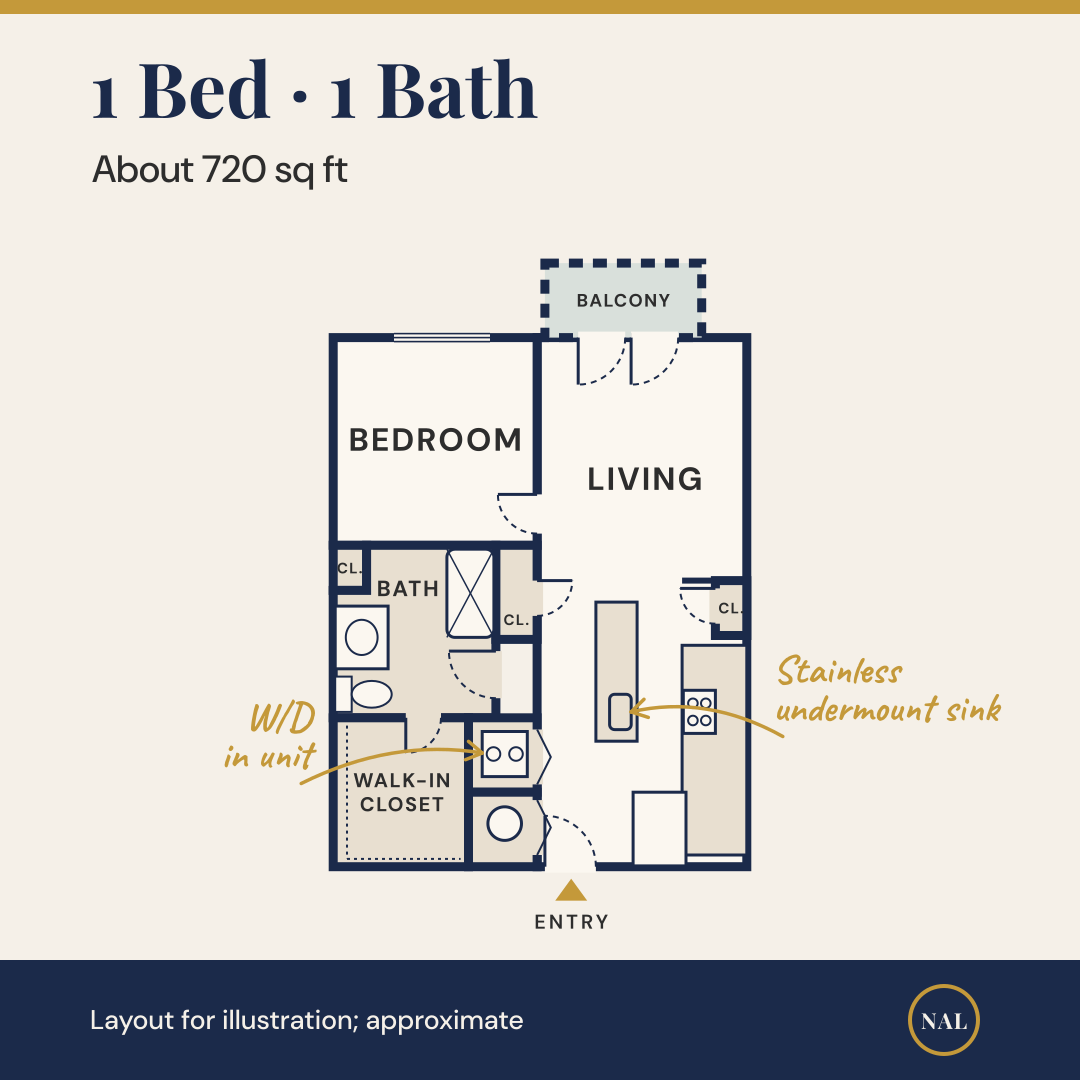 1 Bed · 1 Bath
About 720 sq ft
BALCONY
BEDROOM
LIVING
CL.
BATH
CL.
CL.
Stainless
undermount sink
W/D
in unit
WALK-IN
CLOSET
ENTRY
Layout for illustration; approximate
NAL